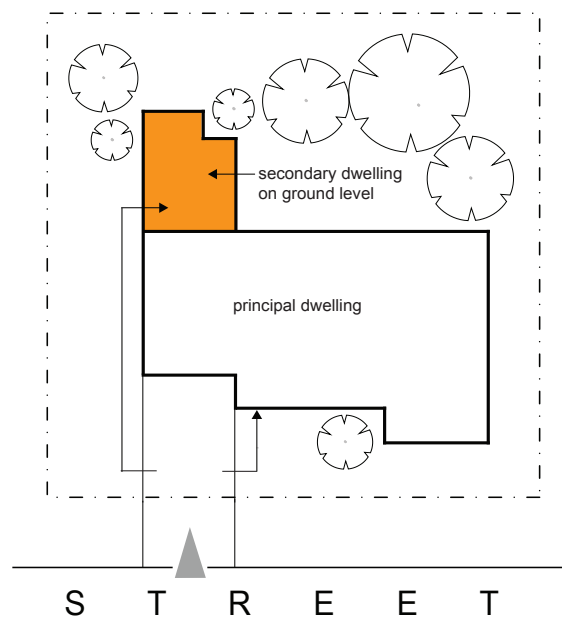 secondary dwelling
on ground level
principal dwelling
S T R E E T